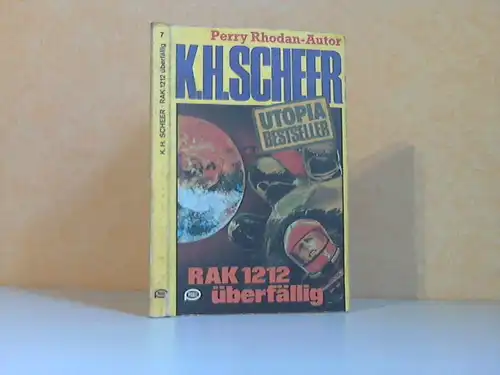 7
K. H. SCHEER · RAK 1212 überfällig
Perry Rhodan-Autor
K.H.SCHEER
UTOPIA
BESTSELLER
RAK 1212
überfällig